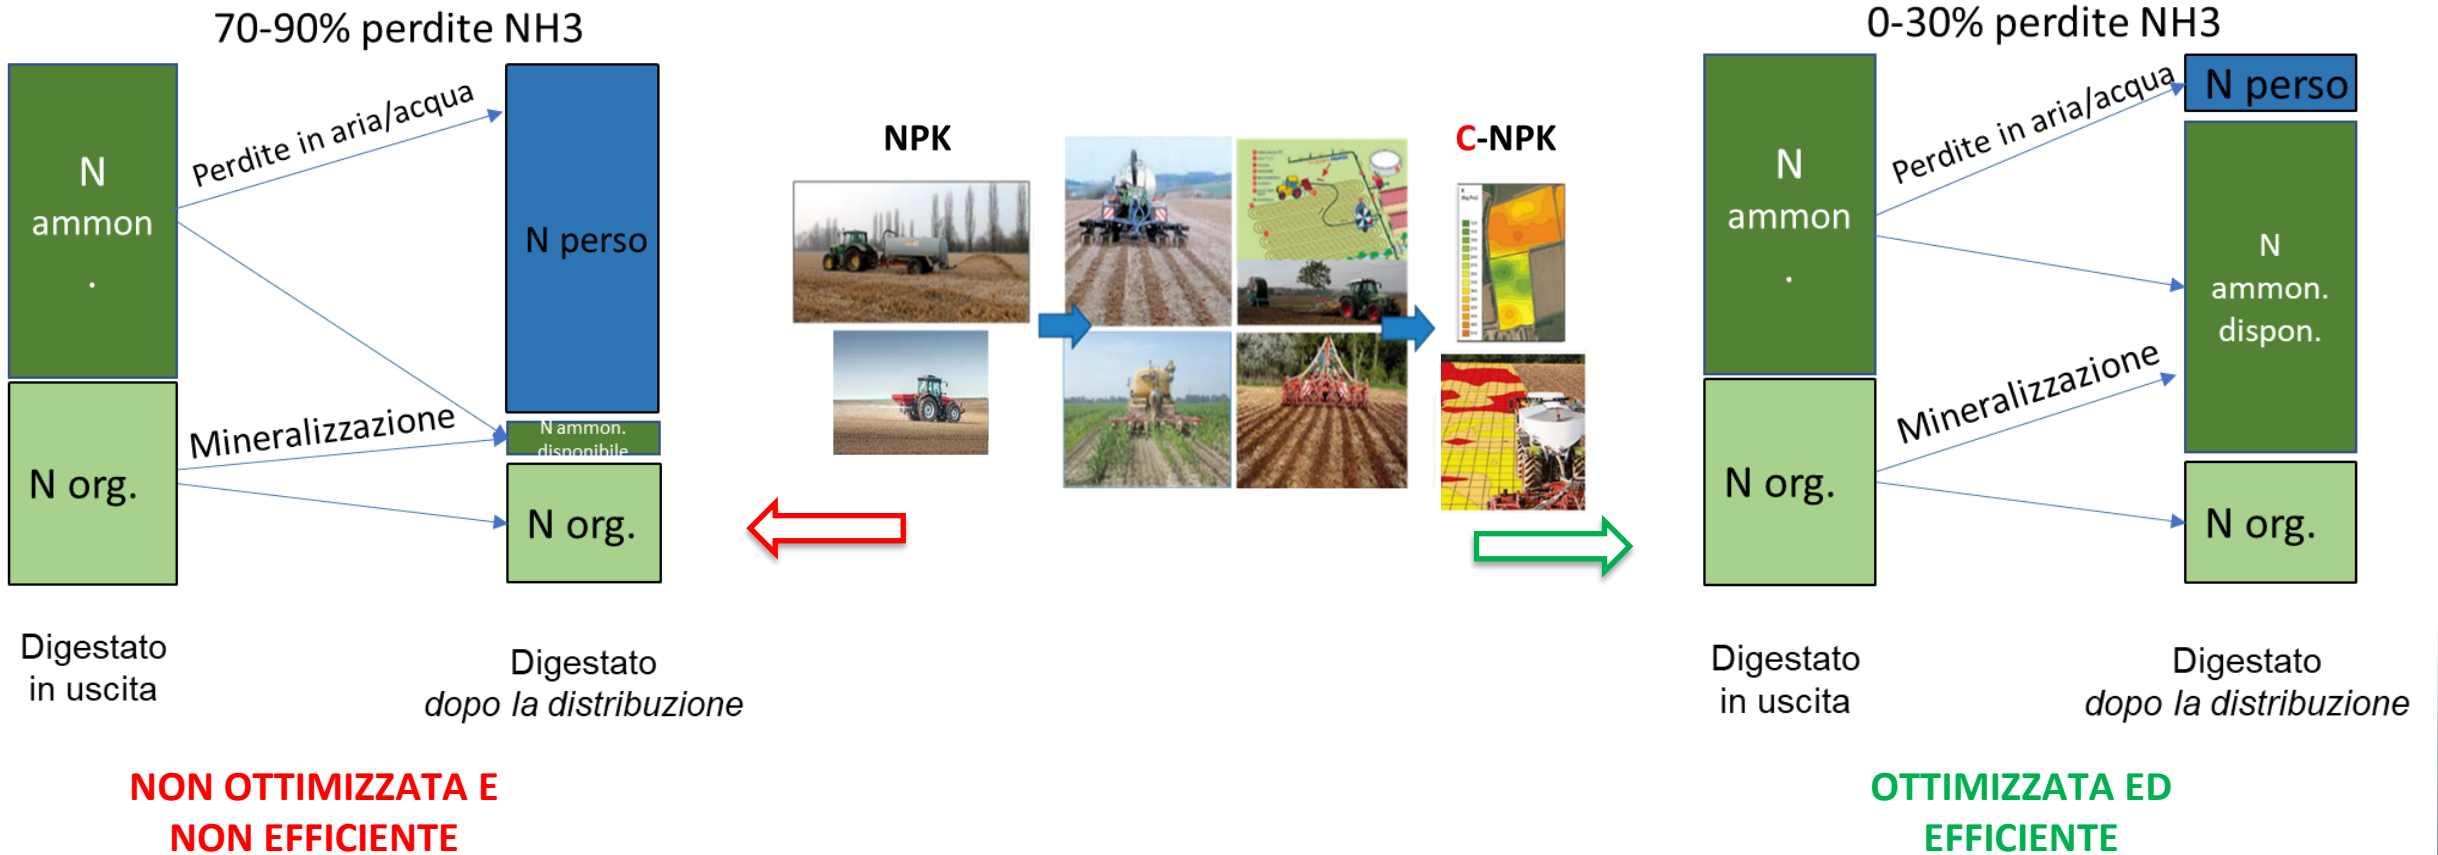 70-90% perdite NH3
N
ammon
.
N org.
Perdite in aria/acqua
Mineralizzazione
N perso
N ammon.
disponibile
N org.
Digestato
in uscita
Digestato
dopo la distribuzione
NON OTTIMIZZATA E
NON EFFICIENTE
NPK
C-NPK
0-30% perdite NH3
N
ammon
.
N org.
Perdite in aria/acqua
Mineralizzazione
N perso
N
ammon.
dispon.
N org.
Digestato
in uscita
Digestato
dopo la distribuzione
OTTIMIZZATA ED
EFFICIENTE